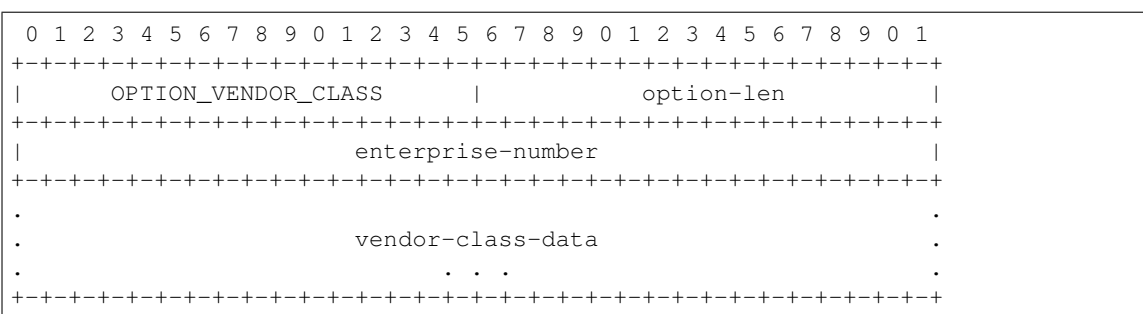 0 1 2 3 4 5 6 7 8 9 0 1 2 3 4 5 6 7 8 9 0 1 2 3 4 5 6 7 8 9 0 1
+-+-+-+-+-+-+-+-+-+-+-+-+-+-+-+-+-+-+-+-+-+-+-+-+-+-+-+-+-+-+-+-+
|      OPTION_VENDOR_CLASS      |           option-len          |
+-+-+-+-+-+-+-+-+-+-+-+-+-+-+-+-+-+-+-+-+-+-+-+-+-+-+-+-+-+-+-+-+
|                       enterprise-number                       |
+-+-+-+-+-+-+-+-+-+-+-+-+-+-+-+-+-+-+-+-+-+-+-+-+-+-+-+-+-+-+-+-+
.                                                               .
.                       vendor-class-data                       .
.                             . . .                             .
+-+-+-+-+-+-+-+-+-+-+-+-+-+-+-+-+-+-+-+-+-+-+-+-+-+-+-+-+-+-+-+-+